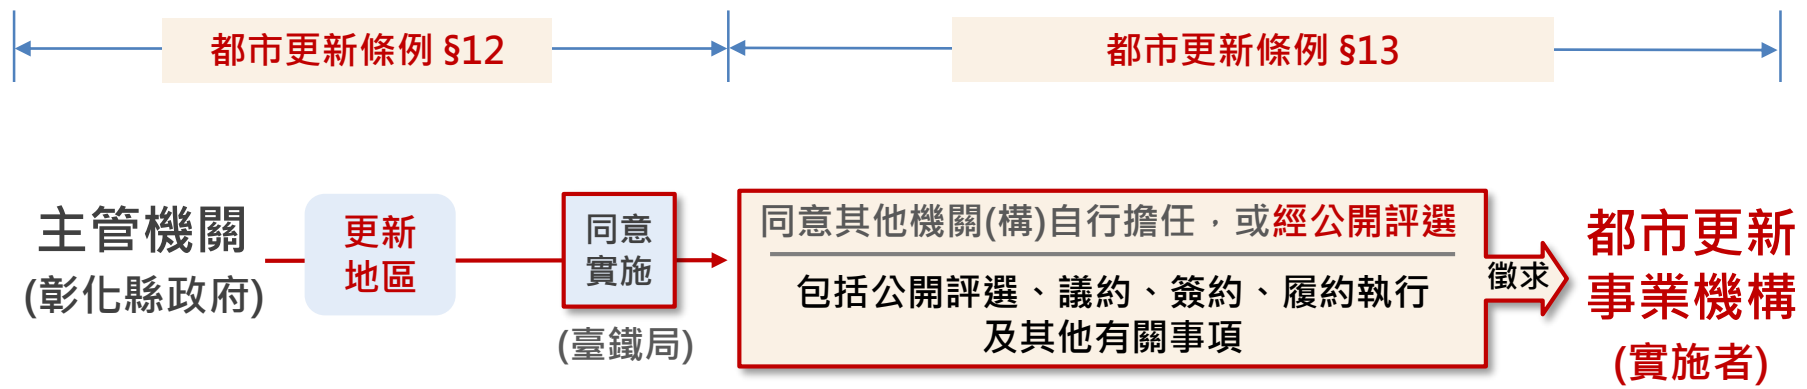 都市更新條例 §12
都市更新條例 §13
主管機關
(彰化縣政府)
更新
地區
同意
實施
(臺鐵局)
同意其他機關(構)自行擔任，或經公開評選
包括公開評選、議約、簽約、履約執行
及其他有關事項
徵求
都市更新
事業機構
(實施者)